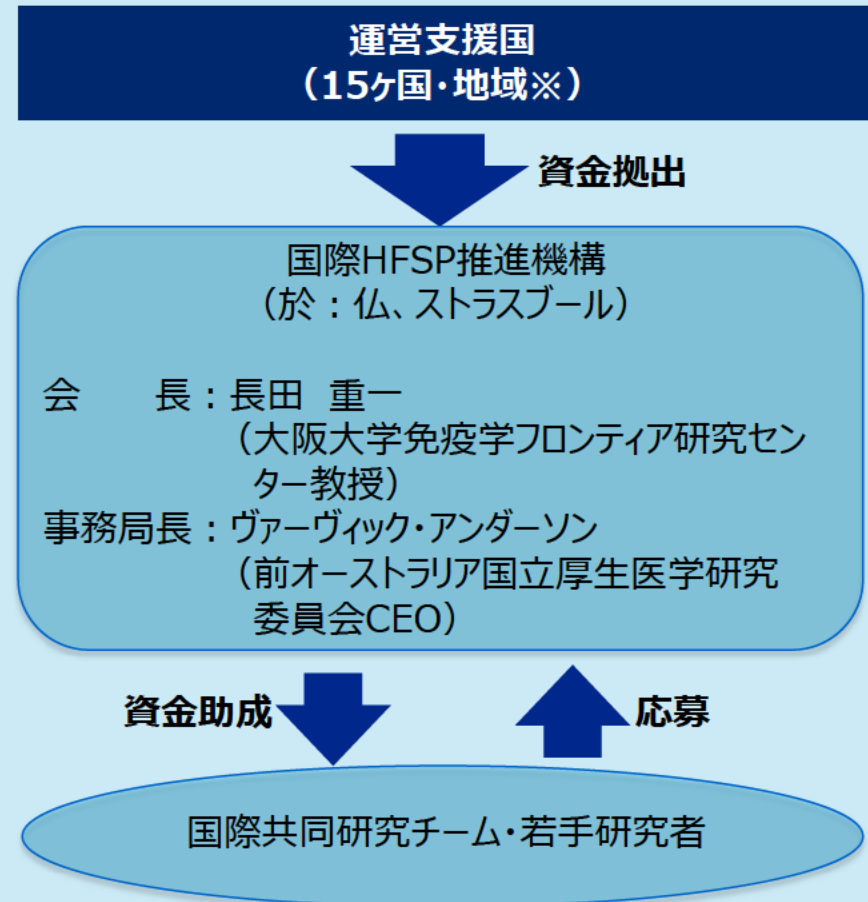 運営支援国
（15ヶ国・地域※）
資金拠出
国際HFSP推進機構
（於：仏、ストラスブール）
会　　長：長田　重一
（大阪大学免疫学フロンティア研究セン
ター教授）
事務局長：ヴァーヴィック・アンダーソン
（前オーストラリア国立厚生医学研究
委員会CEO）
資金助成
応募
国際共同研究チーム・若手研究者